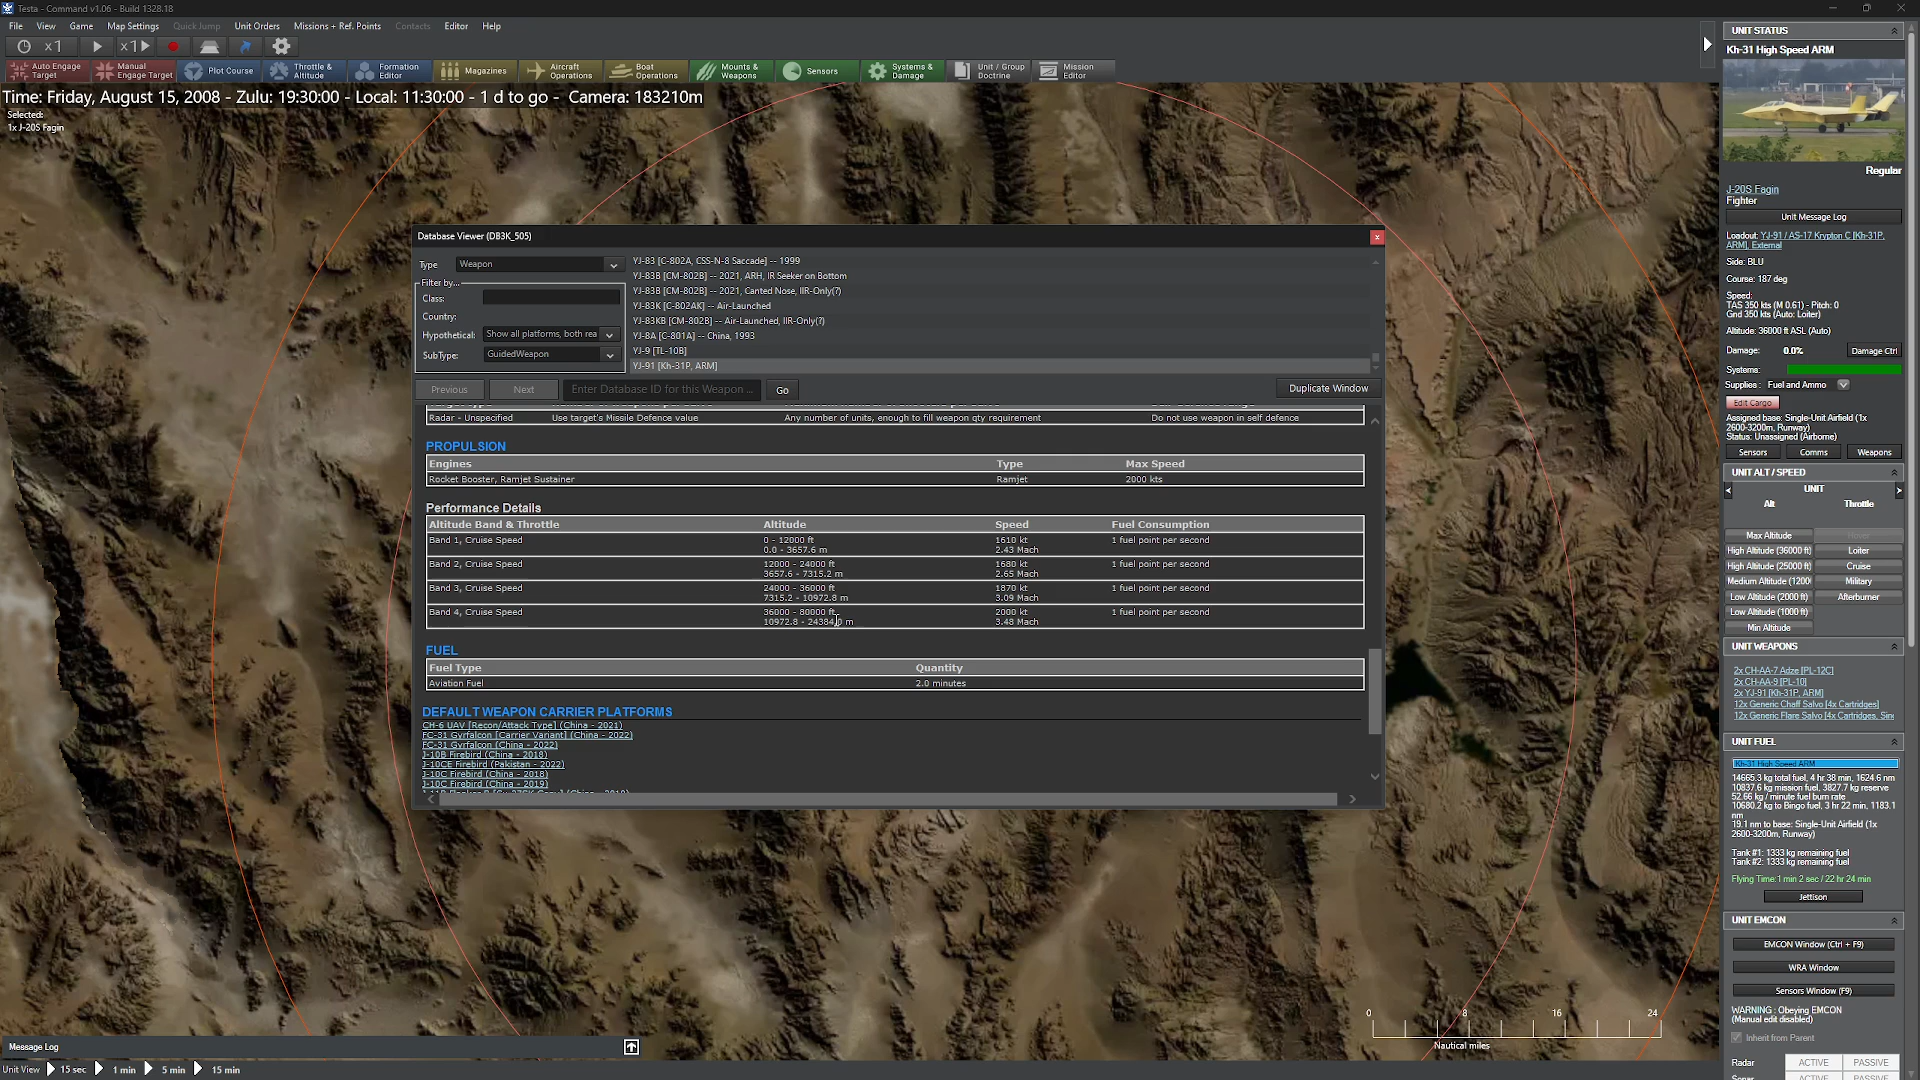 Testa - Command v1.06 - Build 1328.18
File View Game Map Settings Quick Jump Unit Orders Missions + Ref. Points Contacts Editor Help
x1 x1
Auto Engage Target
Manual Engage Target
Plot Course
Throttle & Altitude
Formation Editor
Magazines
Aircraft Operations
Boat Operations
Mounts & Weapons
Sensors
Systems & Damage
Unit / Group Doctrine
Mission Editor
Time: Friday, August 15, 2008 - Zulu: 19:30:00 - Local: 11:30:00 - 1 d to go - Camera: 183210m
Selected:
1x J-20S Fagin
Database Viewer (DB3K_505)
Type Weapon
Filter by...
Class:
Country:
Hypothetical: Show all platforms, both rea
SubType: GuidedWeapon
YJ-83 [C-802A, CSS-N-8 Saccade] -- 1999
YJ-83B [CM-802B] -- 2021, ARH, IR Seeker on Bottom
YJ-83B [CM-802B] -- 2021, Canted Nose, IIR-Only(?)
YJ-83K [C-802AK] -- Air-Launched
YJ-83KB [CM-802B] -- Air-Launched, IIR-Only(?)
YJ-8A [C-801A] -- China, 1993
YJ-9 [TL-10B]
YJ-91 [Kh-31P, ARM]
Previous Next Enter Database ID for this Weapon ... Go Duplicate Window
Radar - Unspecified Use target's Missile Defence value Any number of units, enough to fill weapon qty requirement Do not use weapon in self defence
PROPULSION
Engines Type Max Speed
Rocket Booster, Ramjet Sustainer Ramjet 2000 kts
Performance Details
Altitude Band & Throttle Altitude Speed Fuel Consumption
Band 1, Cruise Speed 0 - 12000 ft 1610 kt 1 fuel point per second
0.0 - 3657.6 m 2.43 Mach
Band 2, Cruise Speed 12000 - 24000 ft 1680 kt 1 fuel point per second
3657.6 - 7315.2 m 2.65 Mach
Band 3, Cruise Speed 24000 - 36000 ft 1870 kt 1 fuel point per second
7315.2 - 10972.8 m 3.09 Mach
Band 4, Cruise Speed 36000 - 80000 ft 2000 kt 1 fuel point per second
10972.8 - 24384.0 m 3.48 Mach
FUEL
Fuel Type Quantity
Aviation Fuel 2.0 minutes
DEFAULT WEAPON CARRIER PLATFORMS
CH-6 UAV [Recon/Attack Type] (China - 2021)
FC-31 Gyrfalcon [Carrier Variant] (China - 2022)
FC-31 Gyrfalcon (China - 2022)
J-10B Firebird (China - 2018)
J-10CE Firebird (Pakistan - 2022)
J-10C Firebird (China - 2018)
J-10C Firebird (China - 2019)
UNIT STATUS
Kh-31 High Speed ARM
Regular
J-20S Fagin
Fighter
Unit Message Log
Loadout: YJ-91 / AS-17 Krypton C [Kh-31P,
ARM], External
Side: BLU
Course: 187 deg
Speed:
TAS 350 kts (M 0.61) - Pitch: 0
Gnd 350 kts (Auto: Loiter)
Altitude: 36000 ft ASL (Auto)
Damage: 0.0% Damage Ctrl
Systems:
Supplies : Fuel and Ammo
Edit Cargo
Assigned base: Single-Unit Airfield (1x
2600-3200m, Runway)
Status: Unassigned (Airborne)
Sensors Comms Weapons
UNIT ALT / SPEED
UNIT
Alt Throttle
Max Altitude
High Altitude (36000 ft) Loiter
High Altitude (25000 ft) Cruise
Medium Altitude (1200 Military
Low Altitude (2000 ft) Afterburner
Low Altitude (1000 ft)
Min Altitude
UNIT WEAPONS
2x CH-AA-7 Adze [PL-12C]
2x CH-AA-9 [PL-10]
2x YJ-91 [Kh-31P, ARM]
12x Generic Chaff Salvo [4x Cartridges]
12x Generic Flare Salvo [4x Cartridges, Sin
UNIT FUEL
Kh-31 High Speed ARM
14665.3 kg total fuel, 4 hr 38 min, 1624.6 nm
10837.6 kg mission fuel, 3827.7 kg reserve
52.66 kg / minute fuel burn rate
10680.2 kg to Bingo fuel, 3 hr 22 min, 1183.1
nm
19.1 nm to base: Single-Unit Airfield (1x
2600-3200m, Runway)
Tank #1: 1333 kg remaining fuel
Tank #2: 1333 kg remaining fuel
Flying Time: 1 min 2 sec / 22 hr 24 min
Jettison
UNIT EMCON
EMCON Window (Ctrl + F9)
WRA Window
Sensors Window (F9)
WARNING : Obeying EMCON
(Manual edit disabled)
Inherit from Parent
Radar ACTIVE PASSIVE
Sonar ACTIVE PASSIVE
0 8 16 24
Nautical miles
Message Log
Unit View 15 sec 1 min 5 min 15 min